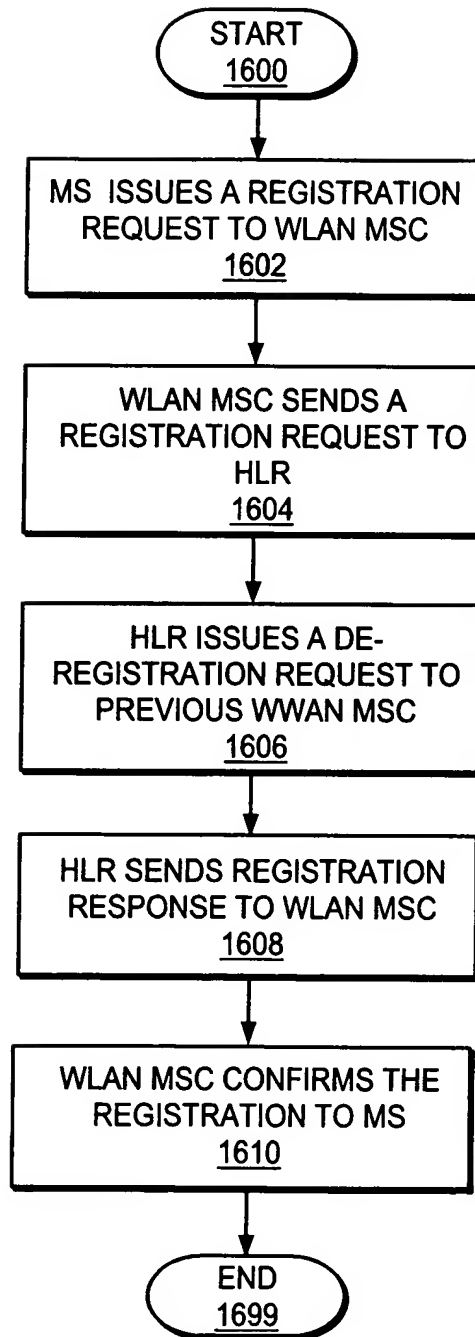 START
1600
MS ISSUES A REGISTRATION
REQUEST TO WLAN MSC
1602
WLAN MSC SENDS A
REGISTRATION REQUEST TO
HLR
1604
HLR ISSUES A DE-
REGISTRATION REQUEST TO
PREVIOUS WWAN MSC
1606
HLR SENDS REGISTRATION
RESPONSE TO WLAN MSC
1608
WLAN MSC CONFIRMS THE
REGISTRATION TO MS
1610
END
1699